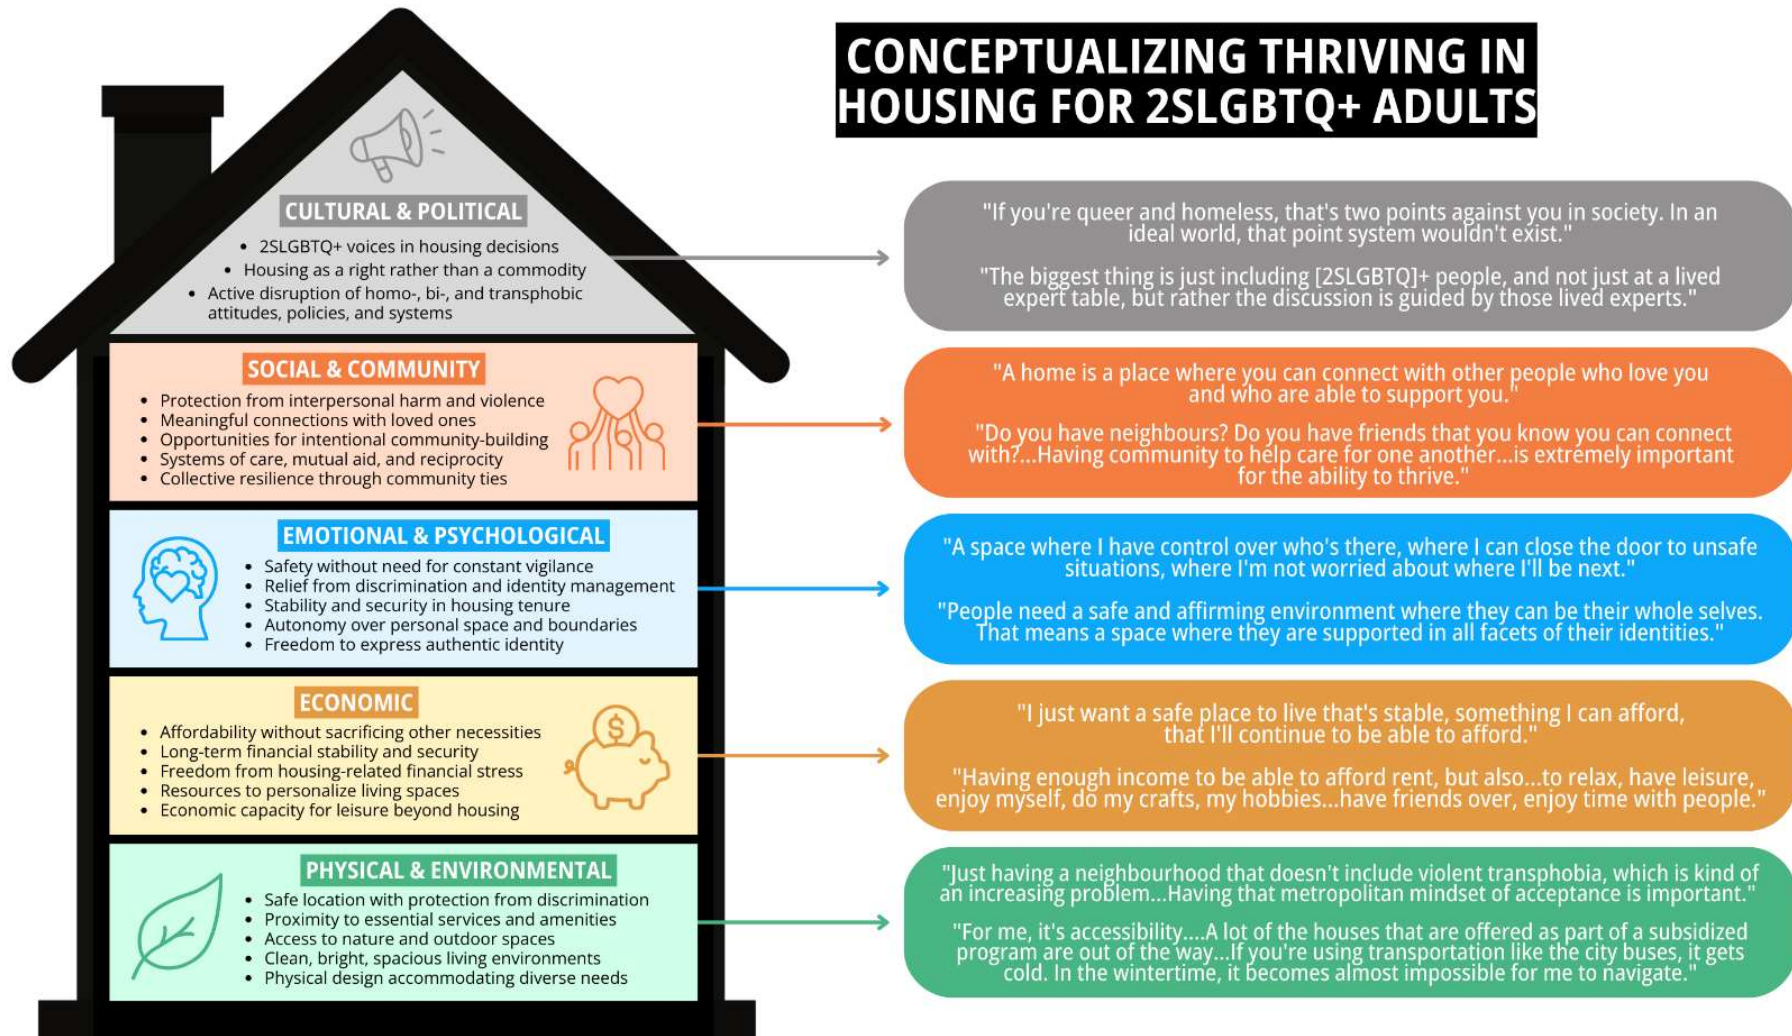 CONCEPTUALIZING THRIVING IN
HOUSING FOR 2SLGBTQ+ ADULTS
CULTURAL & POLITICAL
• 2SLGBTQ+ voices in housing decisions
• Housing as a right rather than a commodity
• Active disruption of homo-, bi-, and transphobic
attitudes, policies, and systems
"If you're queer and homeless, that's two points against you in society. In an
ideal world, that point system wouldn't exist."
"The biggest thing is just including [2SLGBTQ]+ people, and not just at a lived
expert table, but rather the discussion is guided by those lived experts."
SOCIAL & COMMUNITY
• Protection from interpersonal harm and violence
• Meaningful connections with loved ones
• Opportunities for intentional community-building
• Systems of care, mutual aid, and reciprocity
• Collective resilience through community ties
"A home is a place where you can connect with other people who love you
and who are able to support you."
"Do you have neighbours? Do you have friends that you know you can connect
with?...Having community to help care for one another...is extremely important
for the ability to thrive."
EMOTIONAL & PSYCHOLOGICAL
• Safety without need for constant vigilance
• Relief from discrimination and identity management
• Stability and security in housing tenure
• Autonomy over personal space and boundaries
• Freedom to express authentic identity
"A space where I have control over who's there, where I can close the door to unsafe
situations, where I'm not worried about where I'll be next."
"People need a safe and affirming environment where they can be their whole selves.
That means a space where they are supported in all facets of their identities."
ECONOMIC
• Affordability without sacrificing other necessities
• Long-term financial stability and security
• Freedom from housing-related financial stress
• Resources to personalize living spaces
• Economic capacity for leisure beyond housing
$
"I just want a safe place to live that's stable, something I can afford,
that I'll continue to be able to afford."
"Having enough income to be able to afford rent, but also...to relax, have leisure,
enjoy myself, do my crafts, my hobbies...have friends over, enjoy time with people."
PHYSICAL & ENVIRONMENTAL
• Safe location with protection from discrimination
• Proximity to essential services and amenities
• Access to nature and outdoor spaces
• Clean, bright, spacious living environments
• Physical design accommodating diverse needs
"Just having a neighbourhood that doesn't include violent transphobia, which is kind of
an increasing problem...Having that metropolitan mindset of acceptance is important."
"For me, it's accessibility....A lot of the houses that are offered as part of a subsidized
program are out of the way...If you're using transportation like the city buses, it gets
cold. In the wintertime, it becomes almost impossible for me to navigate."